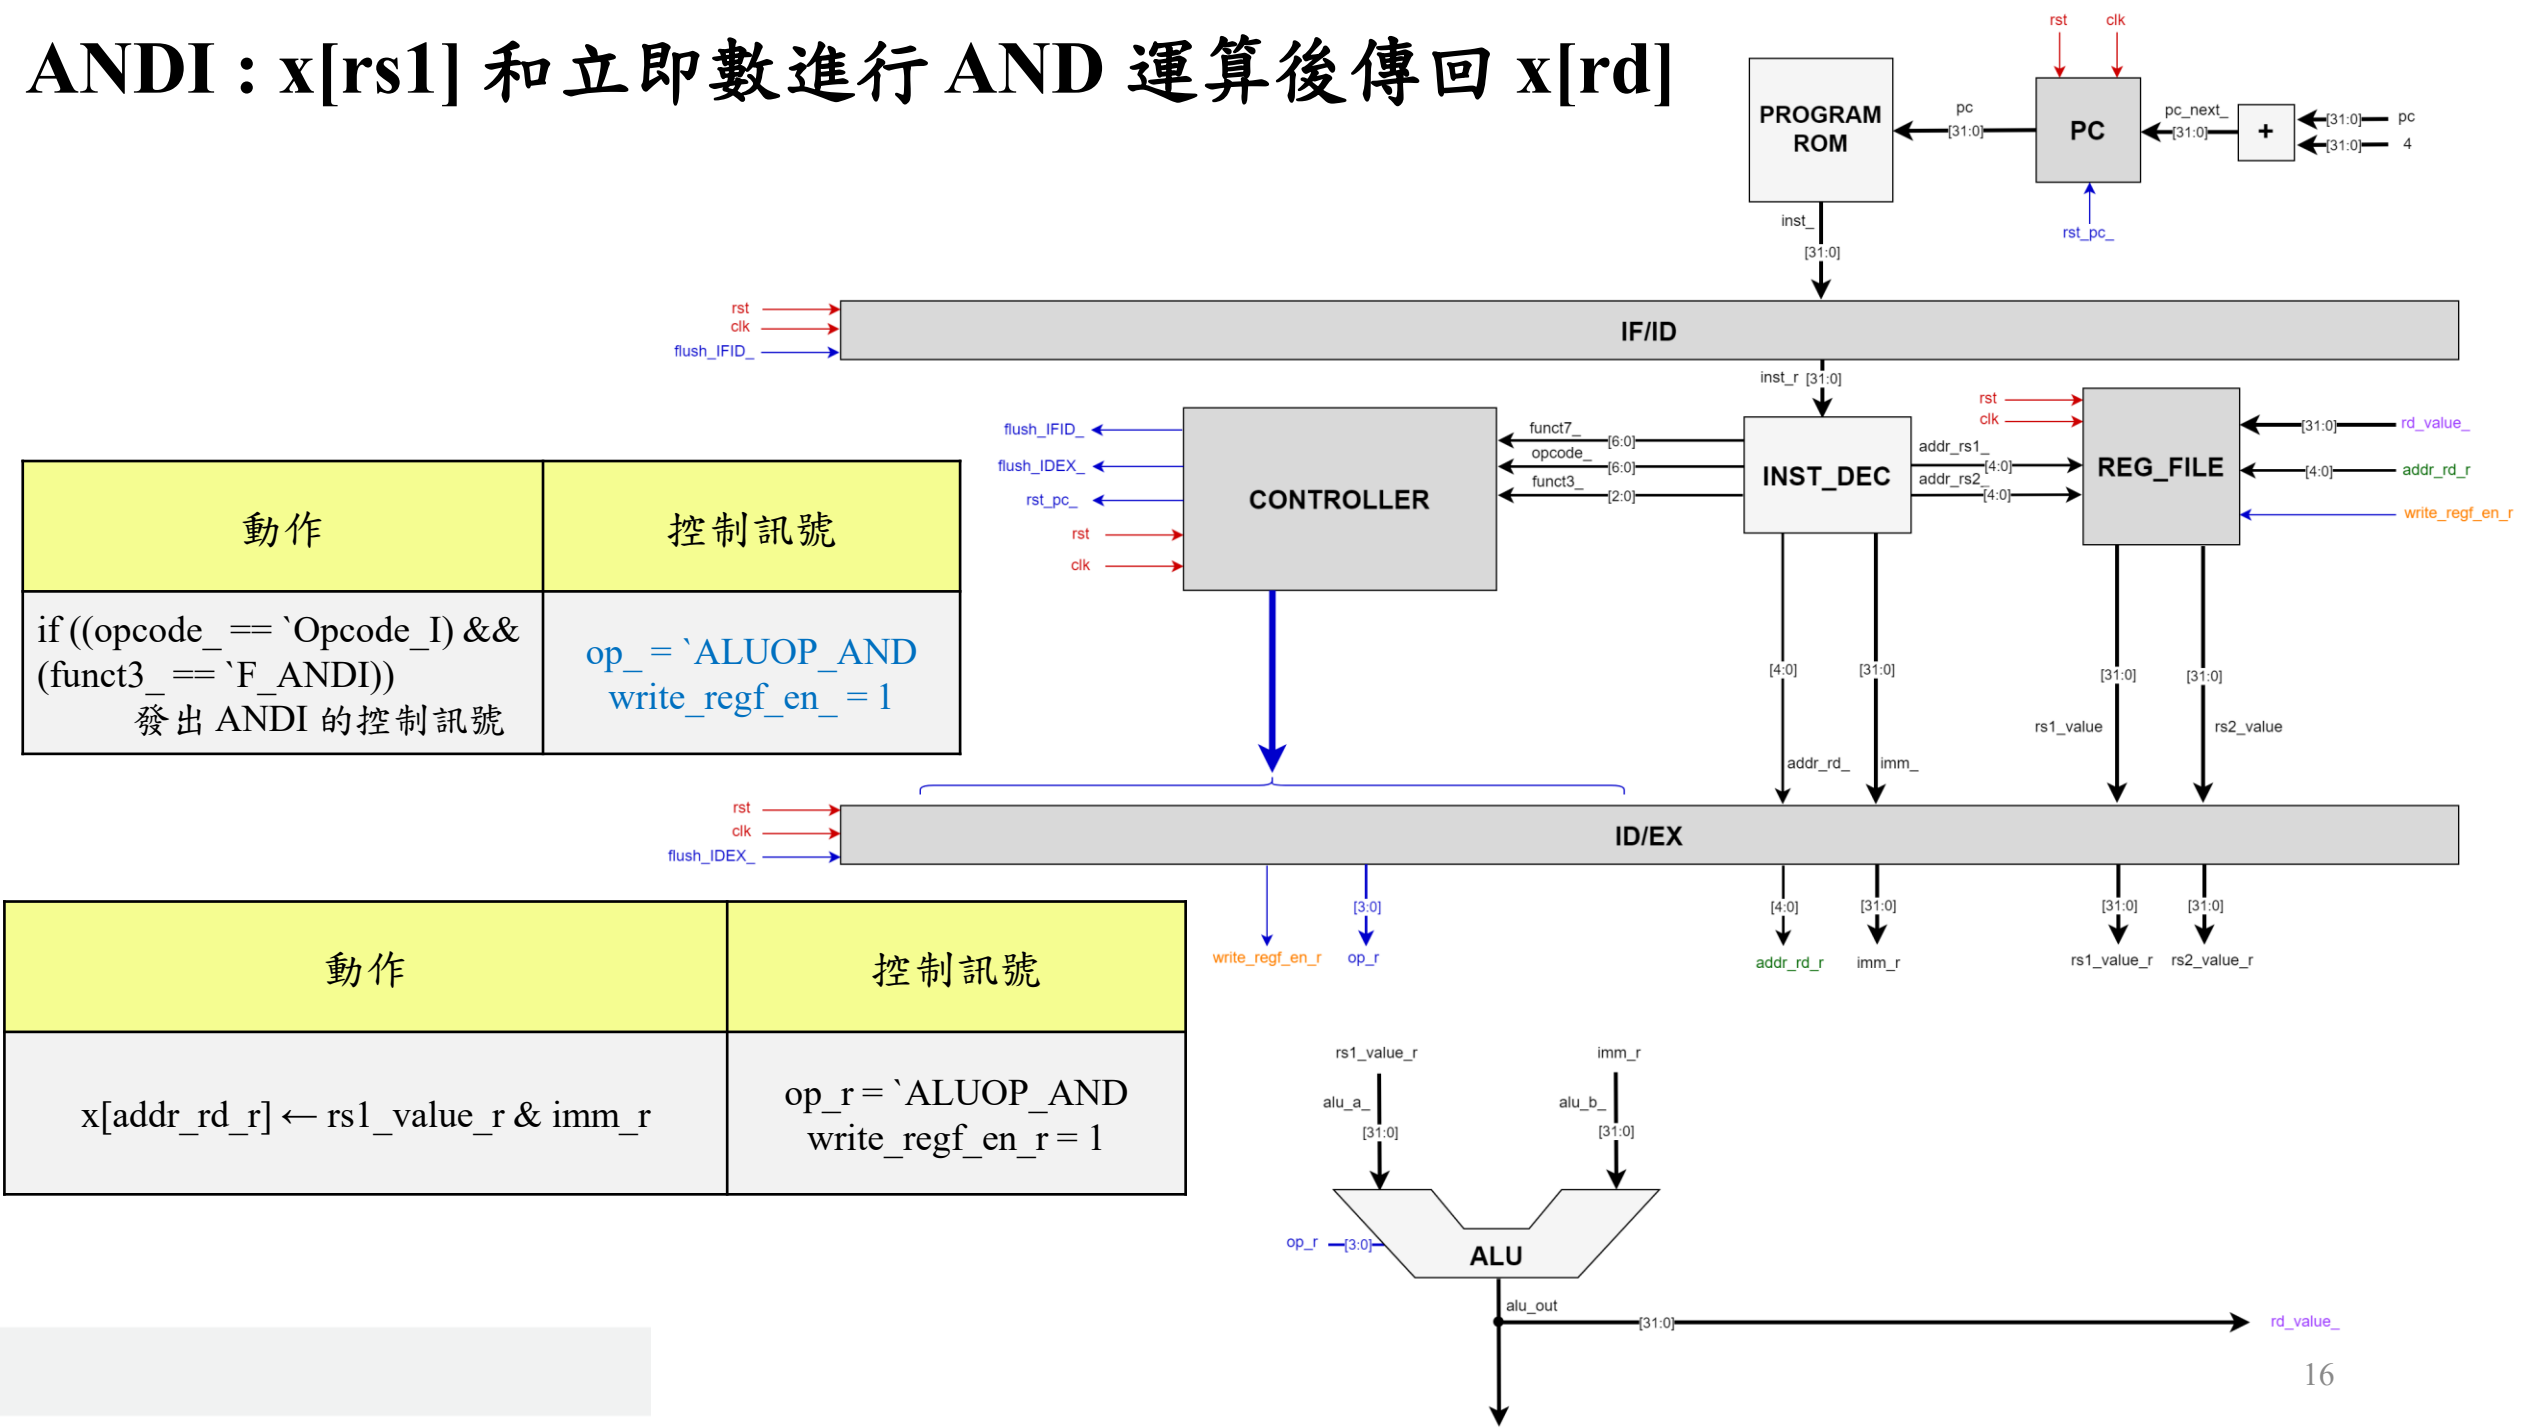 ANDI : x[rs1] 和立即數進行 AND 運算後傳回 x[rd]
rst
clk
PROGRAM
ROM
pc
[31:0]
PC
pc_next_
[31:0]
+
[31:0]
pc
[31:0]
4
rst_pc_
inst_
[31:0]
rst
clk
flush_IFID_
IF/ID
inst_r
[31:0]
flush_IFID_
flush_IDEX_
rst_pc_
rst
clk
CONTROLLER
funct7_
[6:0]
opcode_
[6:0]
funct3_
[2:0]
INST_DEC
addr_rs1_
[4:0]
addr_rs2_
[4:0]
rst
clk
REG_FILE
[31:0]
rd_value_
[4:0]
addr_rd_r
write_regf_en_r
動作
控制訊號
if ((opcode_ == `Opcode_I) &&
(funct3_ == `F_ANDI))
發出 ANDI 的控制訊號
op_ = `ALUOP_AND
write_regf_en_ = 1
[4:0]
[31:0]
[31:0]
[31:0]
rs1_value
rs2_value
addr_rd_
imm_
rst
clk
flush_IDEX_
ID/EX
[3:0]
[4:0]
[31:0]
[31:0]
[31:0]
write_regf_en_r
op_r
addr_rd_r
imm_r
rs1_value_r
rs2_value_r
動作
控制訊號
x[addr_rd_r] ← rs1_value_r & imm_r
op_r = `ALUOP_AND
write_regf_en_r = 1
rs1_value_r
imm_r
alu_a_
alu_b_
[31:0]
[31:0]
op_r
[3:0]
ALU
alu_out
[31:0]
rd_value_
16